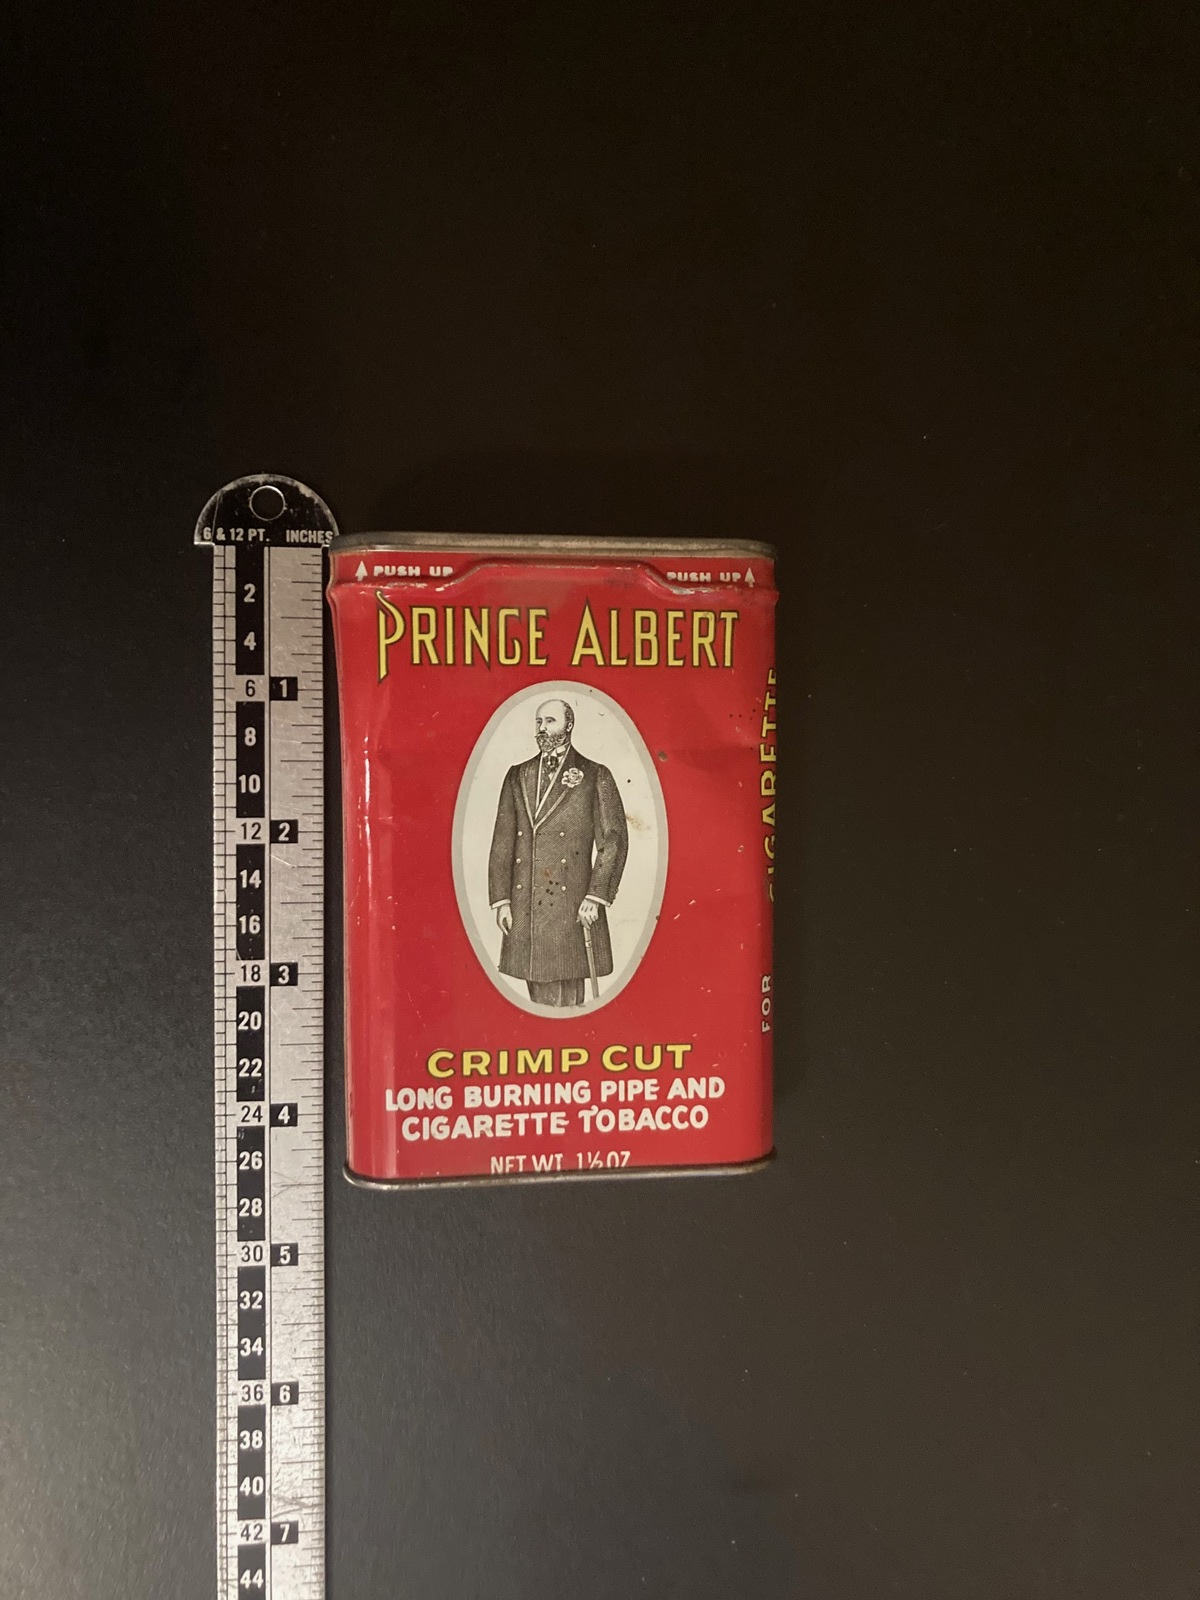 6 & 12 PT. INCHES
PUSH UP PUSH UP
PRINCE ALBERT
CRIMP CUT
LONG BURNING PIPE AND
CIGARETTE TOBACCO
NET WT. 1½ OZ
FOR CIGARETTE
2
4
6 1
8
10
12 2
14
16
18 3
20
22
24 4
26
28
30 5
32
34
36 6
38
40
42 7
44